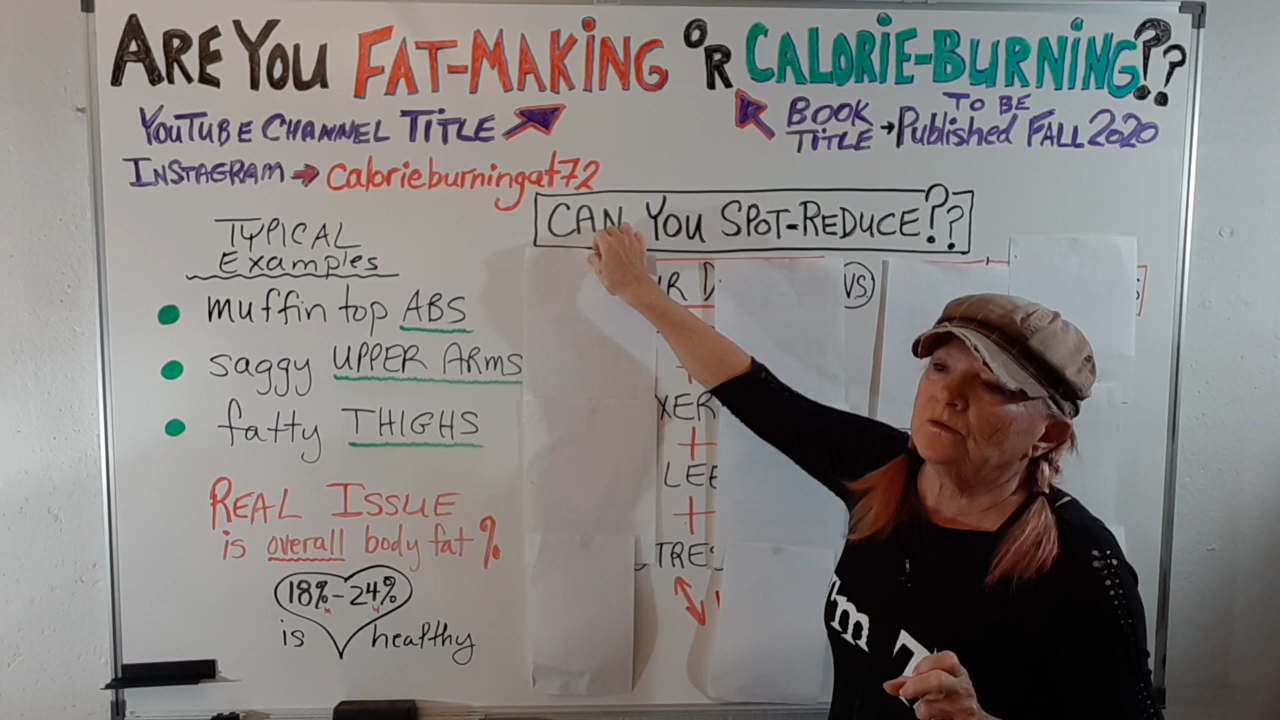 ARE YOU FAT-MAKING OR CALORIE-BURNING??
YOUTUBE CHANNEL TITLE
BOOK TITLE → TO BE Published FALL 2020
INSTAGRAM → calorieburningat72
CAN YOU SPOT-REDUCE??
TYPICAL
Examples
muffin top ABS
saggy UPPER ARMS
fatty THIGHS
REAL ISSUE
is overall body fat %
18% - 24%
is healthy
VS
+
+
+
I'm